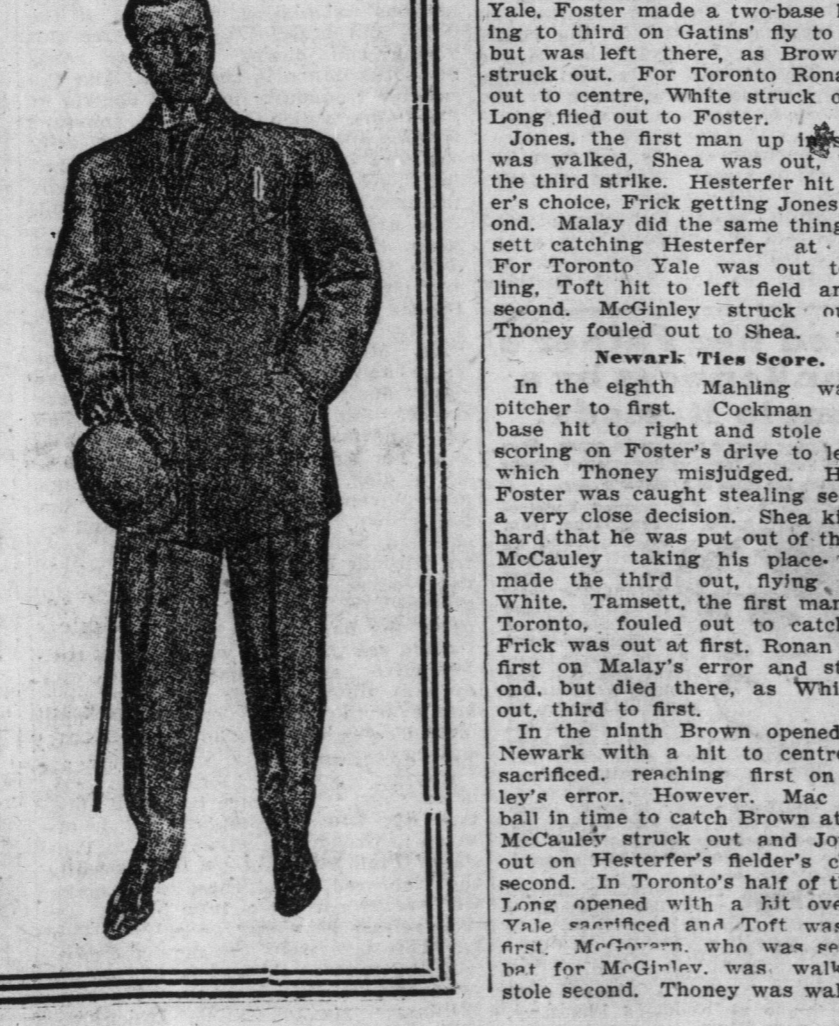 Yale, Foster made a two-base
ing to third on Gatins' fly to
but was left there, as Brow
struck out. For Toronto Rona
out to centre, White struck o
Long flied out to Foster.
Jones, the first man up
was walked, Shea was out,
the third strike. Hesterfer hit
er's choice, Frick getting Jones
ond. Malay did the same thing
sett catching Hesterfer at
For Toronto Yale was out t
ling, Toft hit to left field an
second. McGinley struck
Thoney fouled out to Shea.
Newark Ties Score.
In the eighth Mahling wa
pitcher to first. Cockman
base hit to right and stole
scoring on Foster's drive to le
which Thoney misjudged. H
Foster was caught stealing se
a very close decision. Shea ki
hard that he was put out of th
McCauley taking his place.
made the third out, flying
White. Tamsett, the first man
Toronto, fouled out to catch
Frick was out at first. Ronan
first on Malay's error and st
ond, but died there, as Whi
out, third to first.
In the ninth Brown opened
Newark with a hit to centre
sacrificed, reaching first on
ley's error. However, Mac
ball in time to catch Brown at
McCauley struck out and Jo
out on Hesterfer's fielder's c
second. In Toronto's half of t
Long opened with a hit ove
Yale sacrificed and Toft was
first. McGovern, who was se
bat for McGinley, was walk
stole second. Thoney was wal